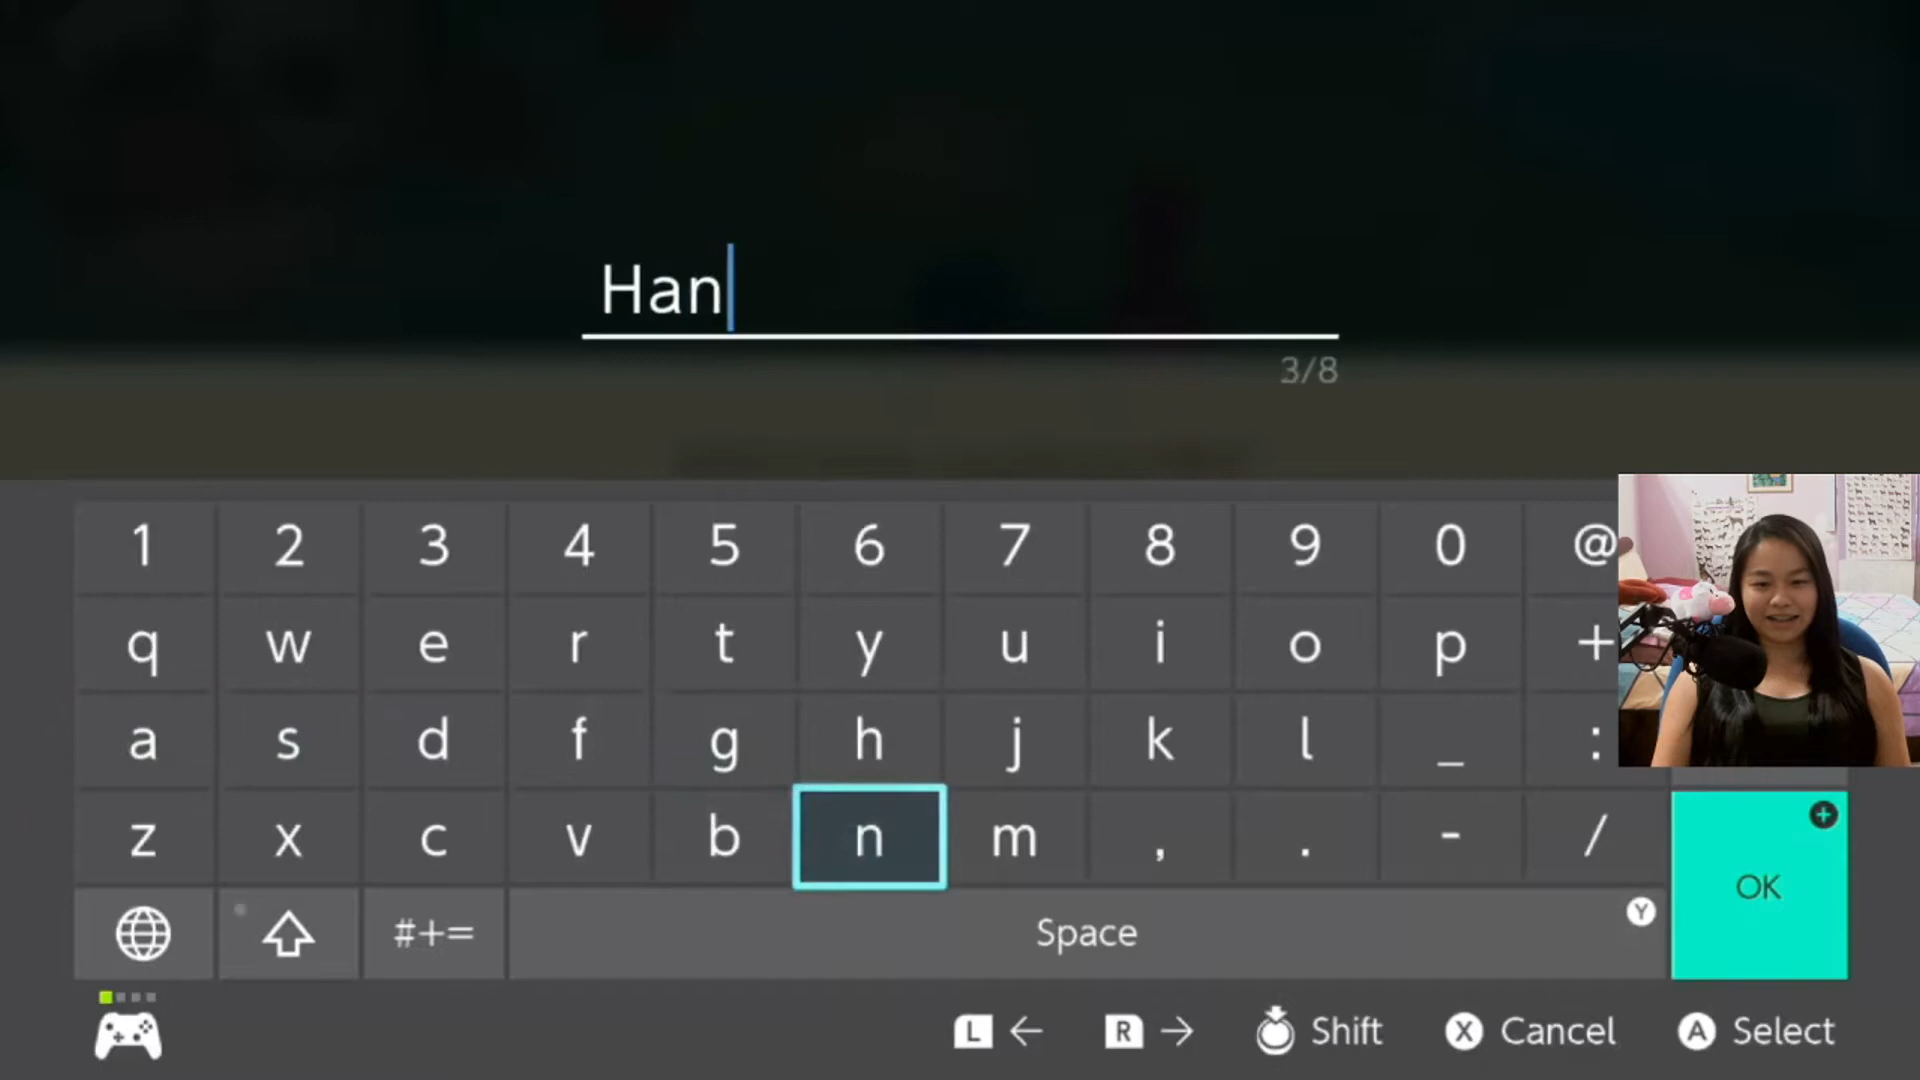 Han
3/8
1 2 3 4 5 6 7 8 9 0 @
q w e r t y u i o p +
a s d f g h j k l _ :
z x c v b n m , . - /
+
OK
#+= Space Y
L ← R → Shift X Cancel A Select